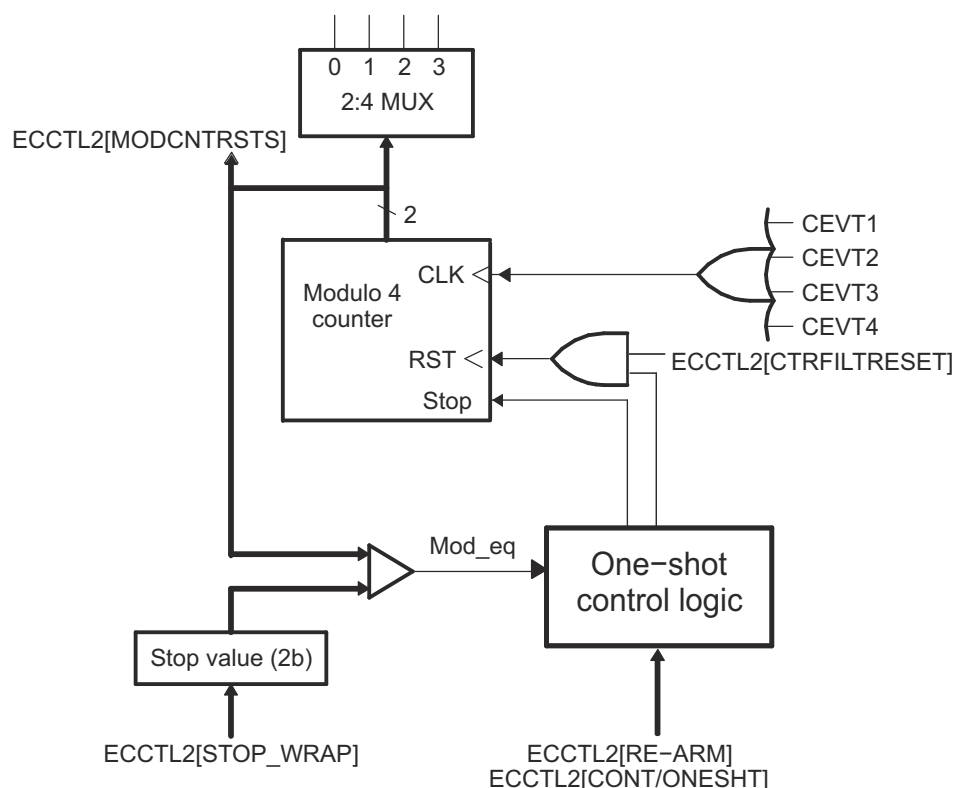 0 1 2 3
2:4 MUX
ECCTL2[MODCNTRSTS]
2
CEVT1
CLK
CEVT2
Modulo 4
counter
CEVT3
CEVT4
RST
ECCTL2[CTRFILTRESET]
Stop
Mod_eq
One−shot
control logic
Stop value (2b)
ECCTL2[STOP_WRAP]
ECCTL2[RE−ARM]
ECCTL2[CONT/ONESHT]